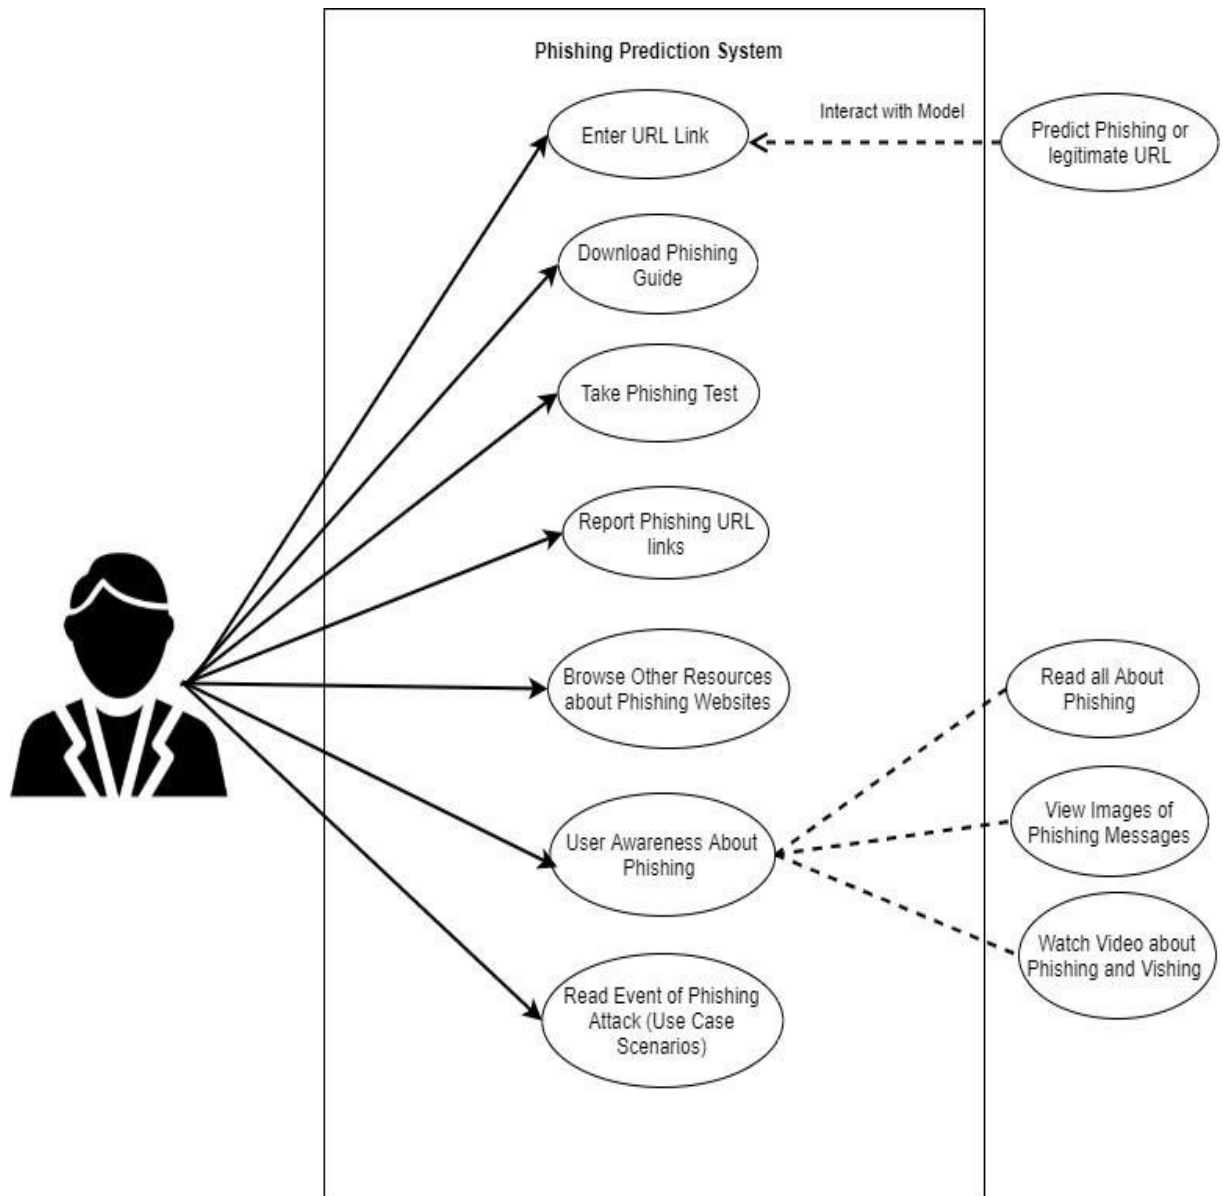 Phishing Prediction System
Enter URL Link
Interact with Model
Predict Phishing or
legitimate URL
Download Phishing
Guide
Take Phishing Test
Report Phishing URL
links
Browse Other Resources
about Phishing Websites
Read all About
Phishing
User Awareness About
Phishing
View Images of
Phishing Messages
Watch Video about
Phishing and Vishing
Read Event of Phishing
Attack (Use Case
Scenarios)